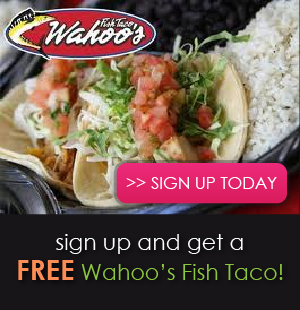 Fish Taco
Wahoo's
>> SIGN UP TODAY
sign up and get a
FREE Wahoo's Fish Taco!